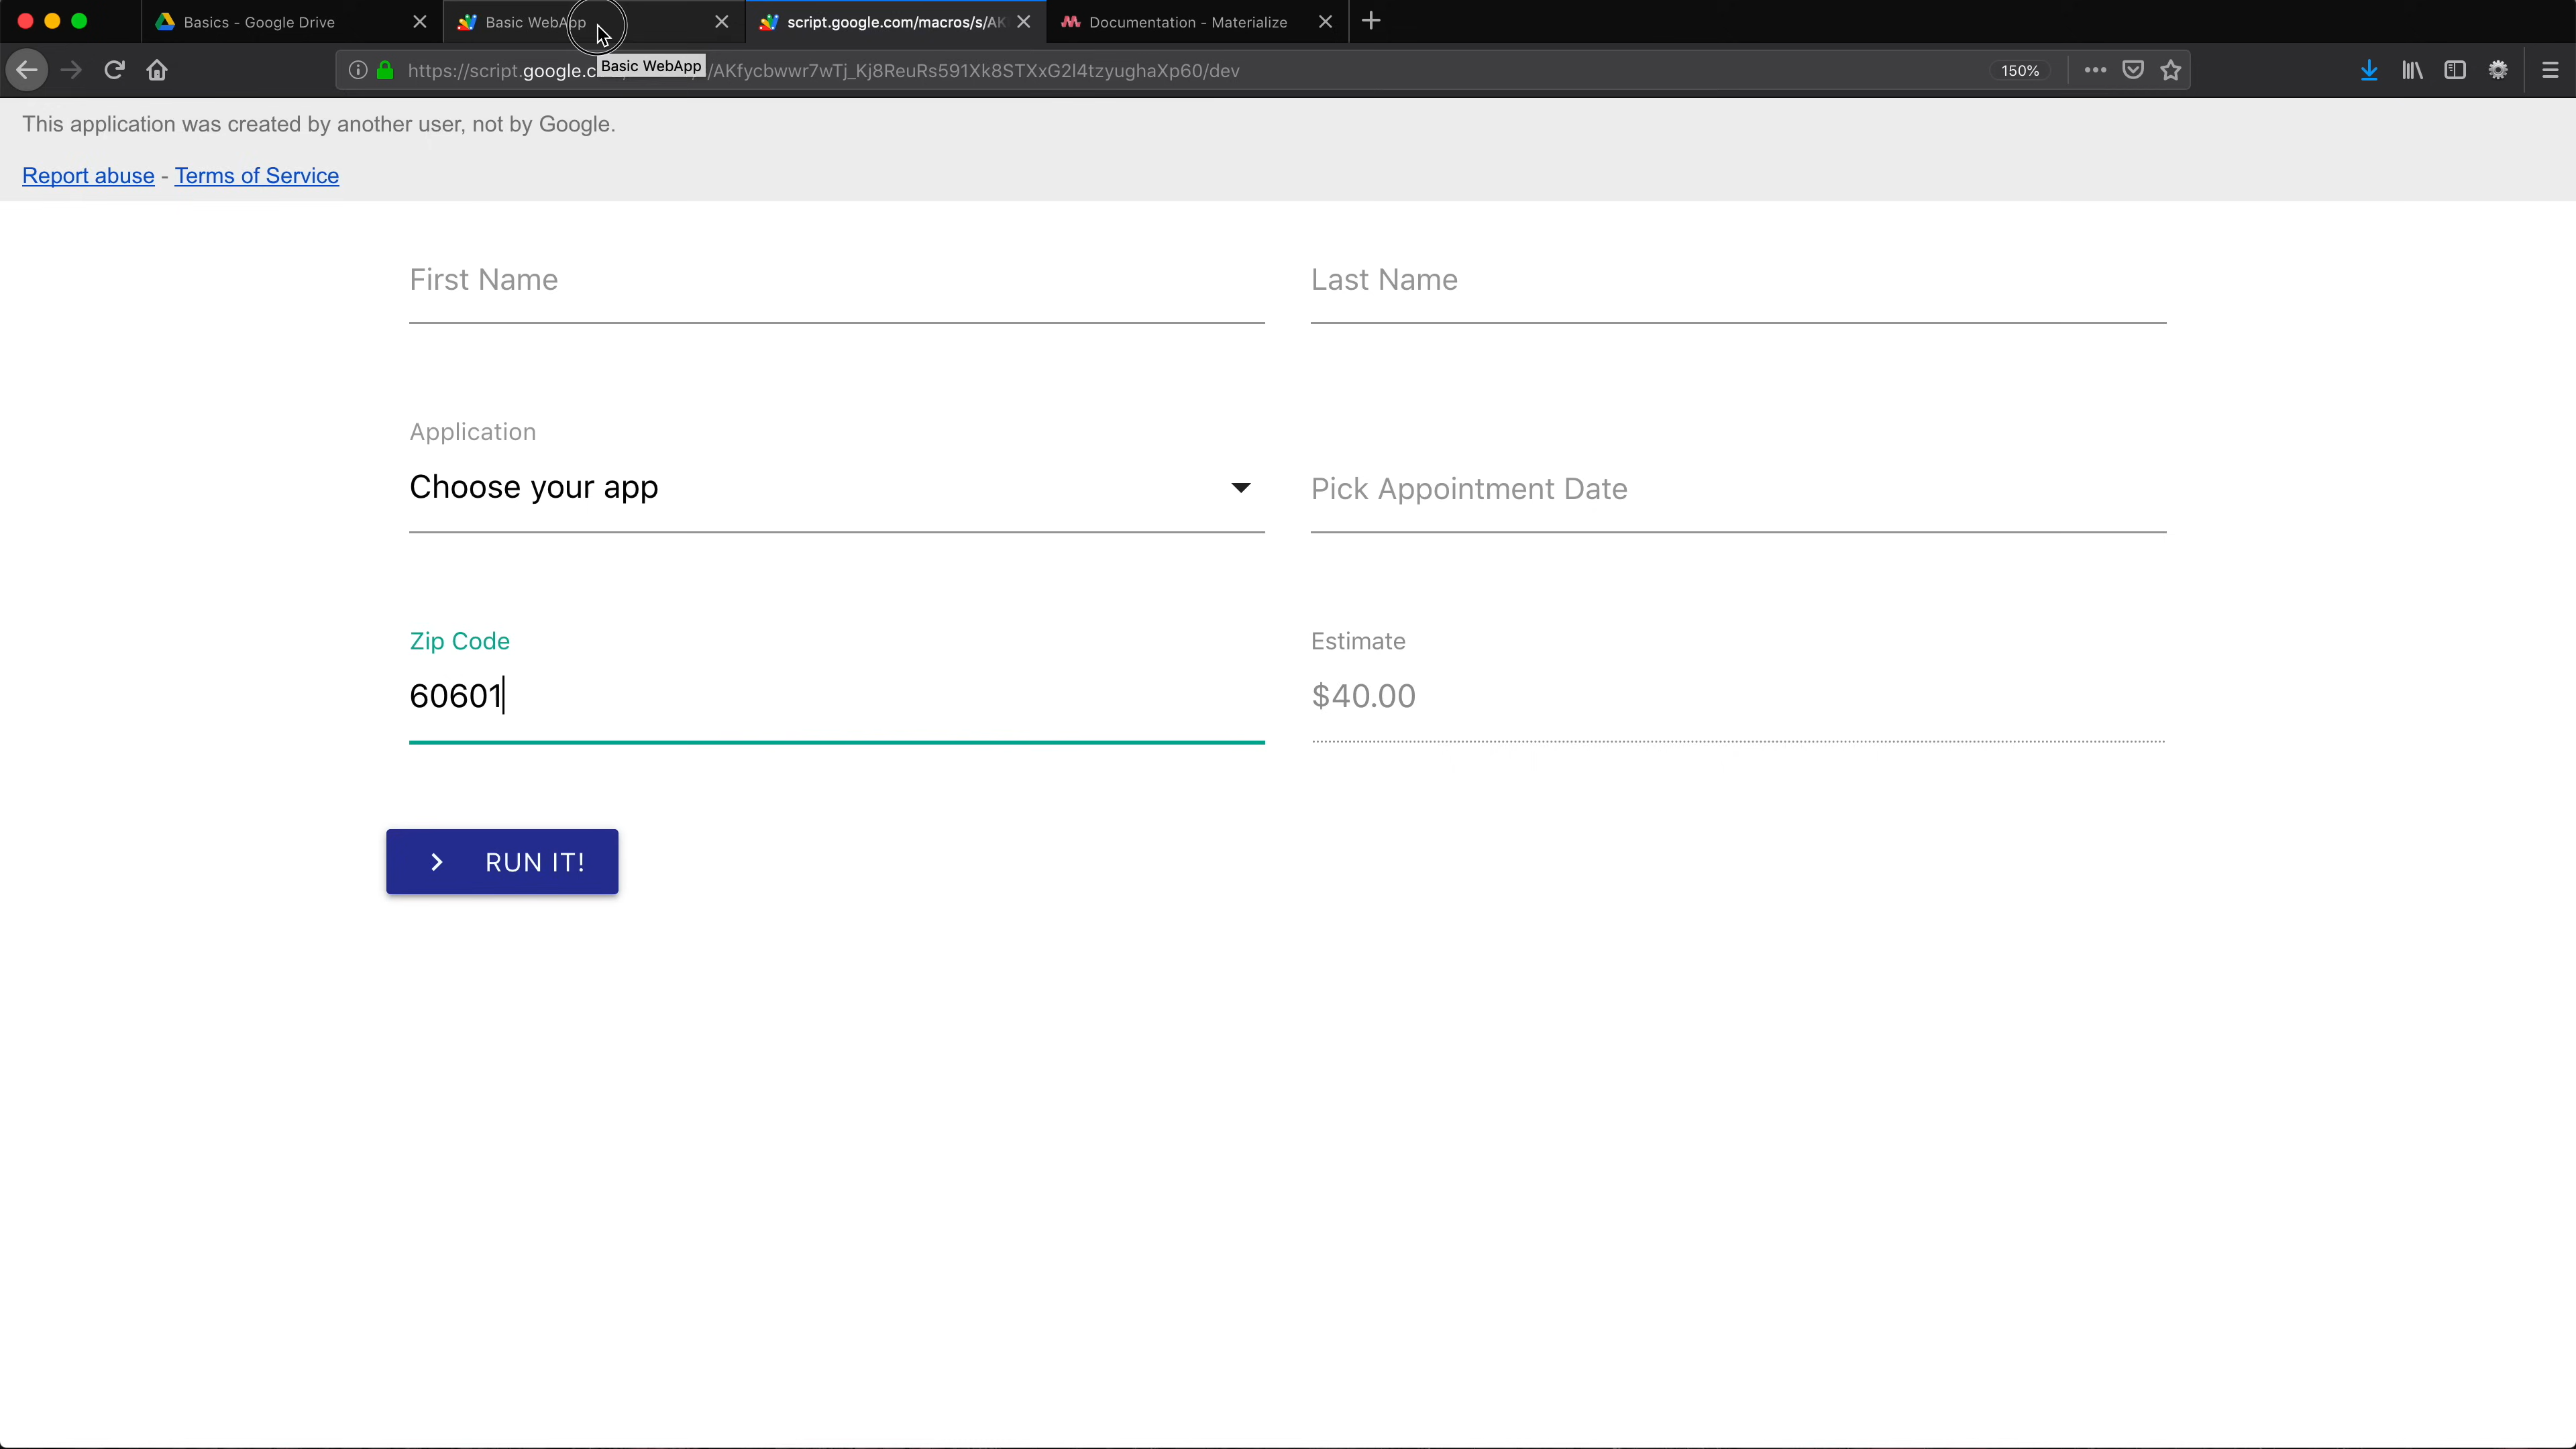 Basics - Google Drive
Basic WebApp
script.google.com/macros/s/AK
Documentation - Materialize
https://script.google.c
Basic WebApp
/AKfycbwwr7wTj_Kj8ReuRs591Xk8STXxG2I4tzyughaXp60/dev
150%
This application was created by another user, not by Google.
Report abuse - Terms of Service
First Name
Last Name
Application
Choose your app
Pick Appointment Date
Zip Code
Estimate
60601
$40.00
RUN IT!